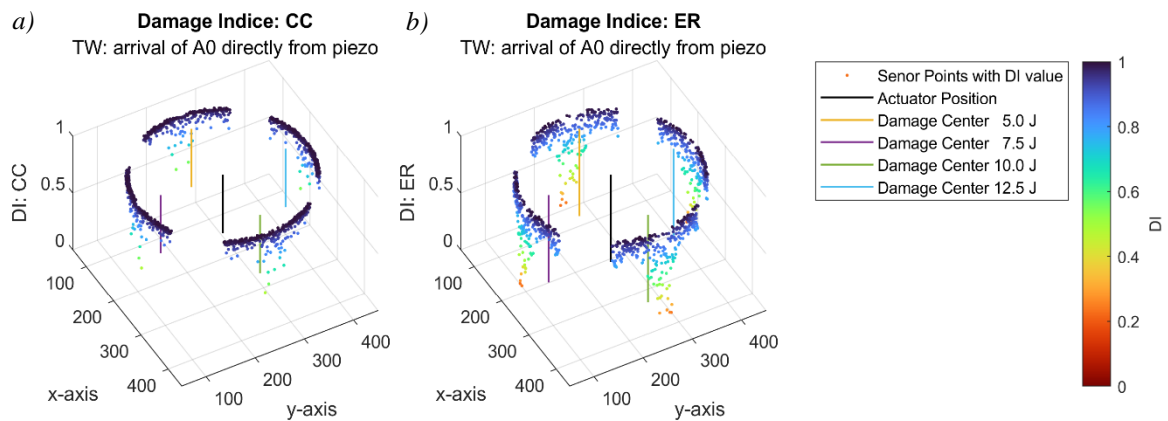 a)
Damage Indice: CC
TW: arrival of A0 directly from piezo
1
0.5
0
DI: CC
100
200
300
400
x-axis
100
200
300
400
y-axis
b)
Damage Indice: ER
TW: arrival of A0 directly from piezo
1
0.5
0
DI: ER
100
200
300
400
x-axis
100
200
300
400
y-axis
Senor Points with DI value
Actuator Position
Damage Center 5.0 J
Damage Center 7.5 J
Damage Center 10.0 J
Damage Center 12.5 J
1
0.8
0.6
0.4
0.2
0
DI